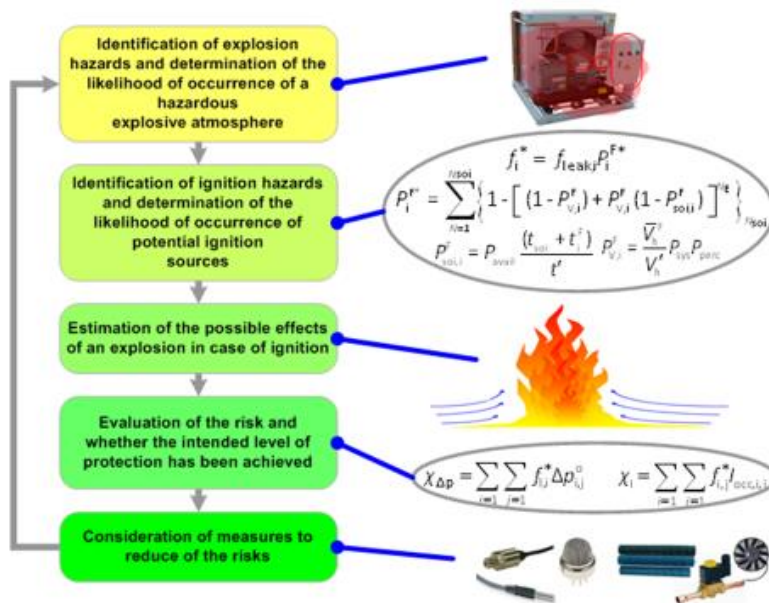 Identification of explosion
hazards and determination of the
likelihood of occurrence of a
hazardous
explosive atmosphere
Identification of ignition hazards
and determination of the
likelihood of occurrence of
potential ignition
sources
f_i* = f_leak,i P_i^F*
Estimation of the possible effects
of an explosion in case of ignition
Evaluation of the risk and
whether the intended level of
protection has been achieved
Consideration of measures to
reduce of the risks